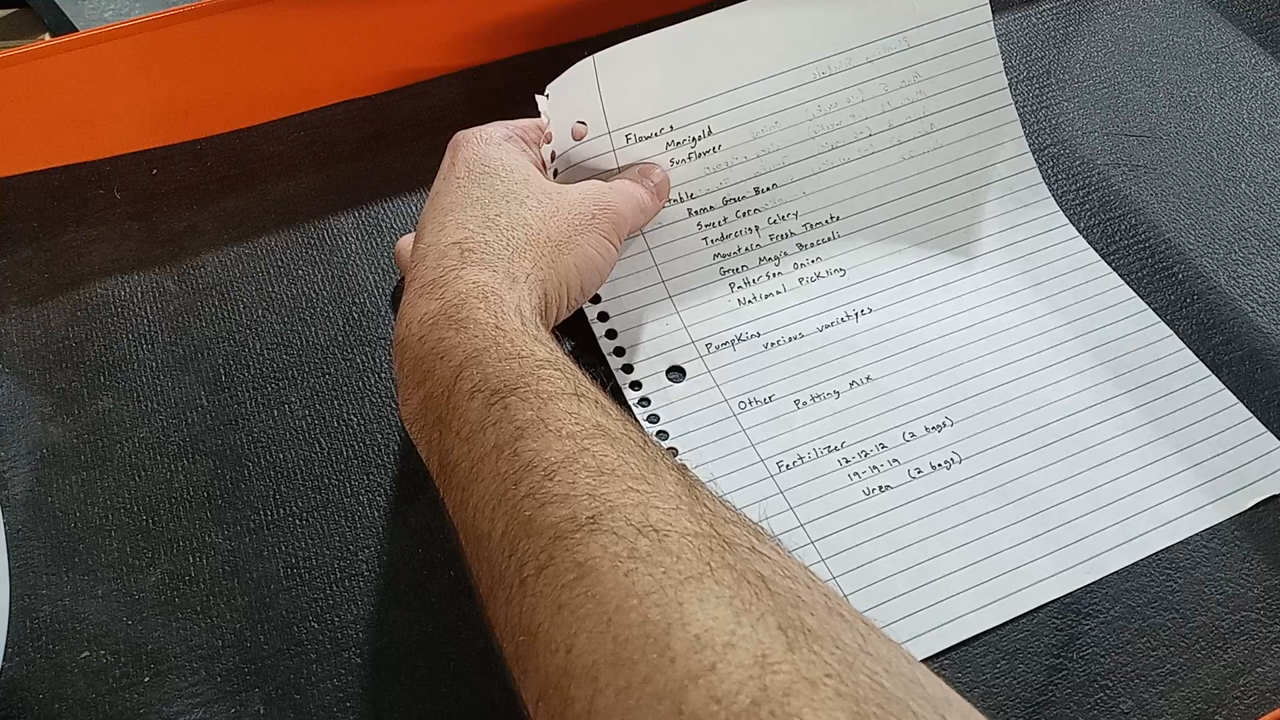 Flowers
Marigold
Sunflower
table
Roma Green Bean
Sweet Corn
Tendercrisp Celery
Mountain Fresh Tomato
Green Magic Broccoli
Patterson Onion
National Pickling
Pumpkins
various varieties
Other
Potting Mix
Fertilizer
12-12-12 (2 bags)
19-19-19
Urea (2 bags)